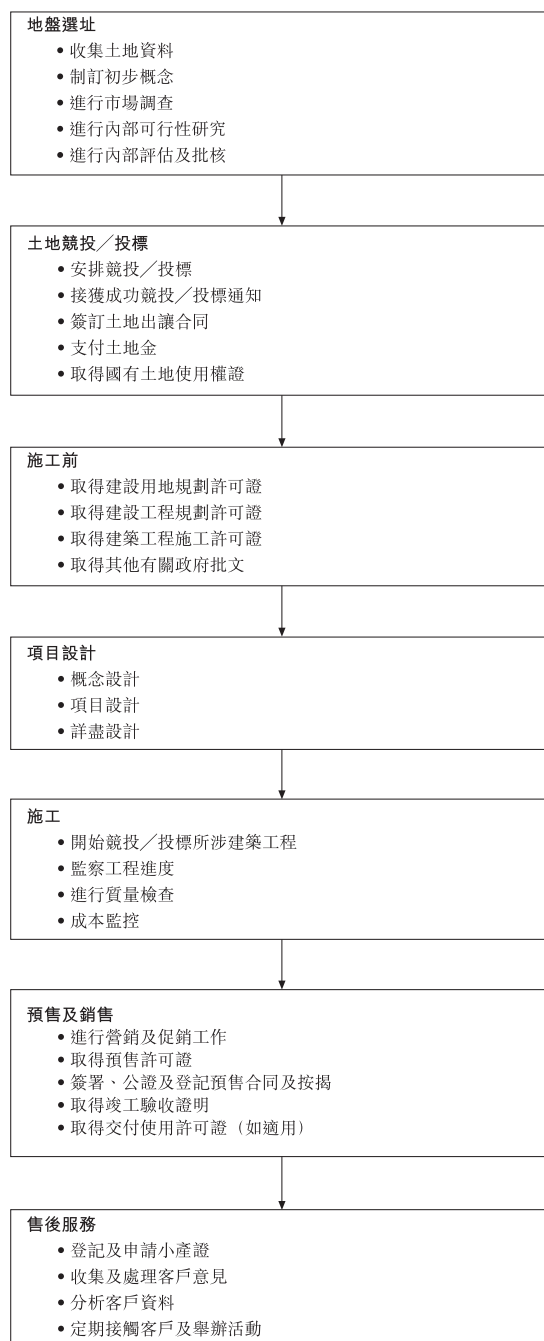 地盤選址
• 收集土地資料
• 制訂初步概念
• 進行市場調查
• 進行內部可行性研究
• 進行內部評估及批核
土地競投／投標
• 安排競投／投標
• 接獲成功競投／投標通知
• 簽訂土地出讓合同
• 支付土地金
• 取得國有土地使用權證
施工前
• 取得建設用地規劃許可證
• 取得建設工程規劃許可證
• 取得建築工程施工許可證
• 取得其他有關政府批文
項目設計
• 概念設計
• 項目設計
• 詳盡設計
施工
• 開始競投／投標所涉建築工程
• 監察工程進度
• 進行質量檢查
• 成本監控
預售及銷售
• 進行營銷及促銷工作
• 取得預售許可證
• 簽署、公證及登記預售合同及按揭
• 取得竣工驗收證明
• 取得交付使用許可證（如適用）
售後服務
• 登記及申請小產證
• 收集及處理客戶意見
• 分析客戶資料
• 定期接觸客戶及舉辦活動